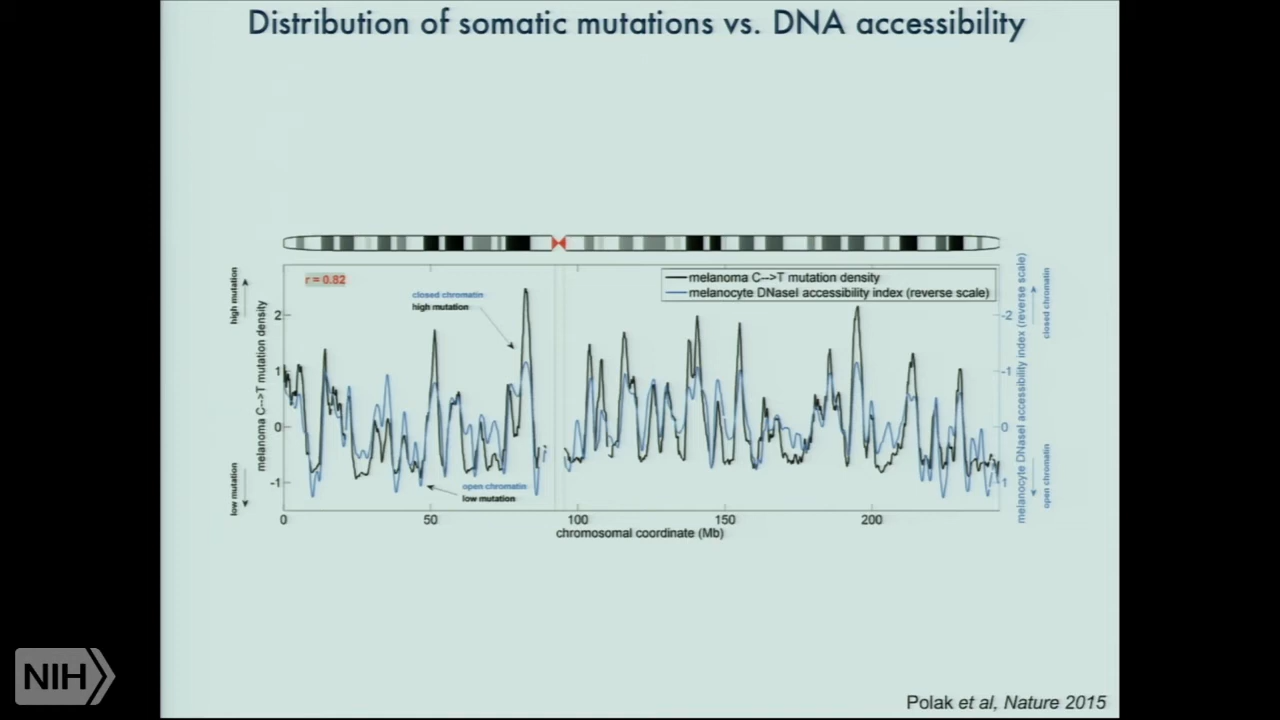 Distribution of somatic mutations vs. DNA accessibility
r = 0.82
melanoma C-->T mutation density
melanocyte DNaseI accessibility index (reverse scale)
closed chromatin
high mutation
open chromatin
low mutation
high mutation
low mutation
melanoma C-->T mutation density
2
1
0
-1
-2
-1
0
1
melanocyte DNaseI accessibility index (reverse scale)
closed chromatin
open chromatin
0
50
100
150
200
chromosomal coordinate (Mb)
NIH
Polak et al, Nature 2015